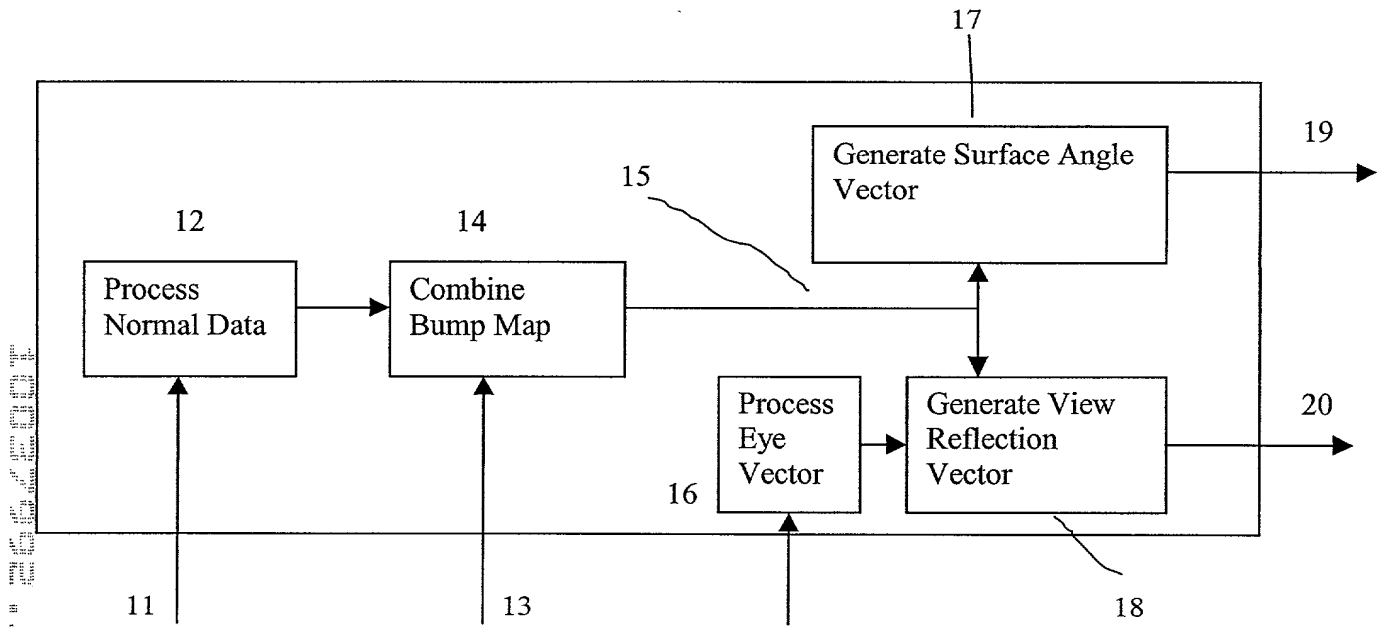 17
19
Generate Surface Angle
Vector
15
12
14
Process
Normal Data
Combine
Bump Map
Process
Eye
Vector
Generate View
Reflection
Vector
20
16
11
13
18